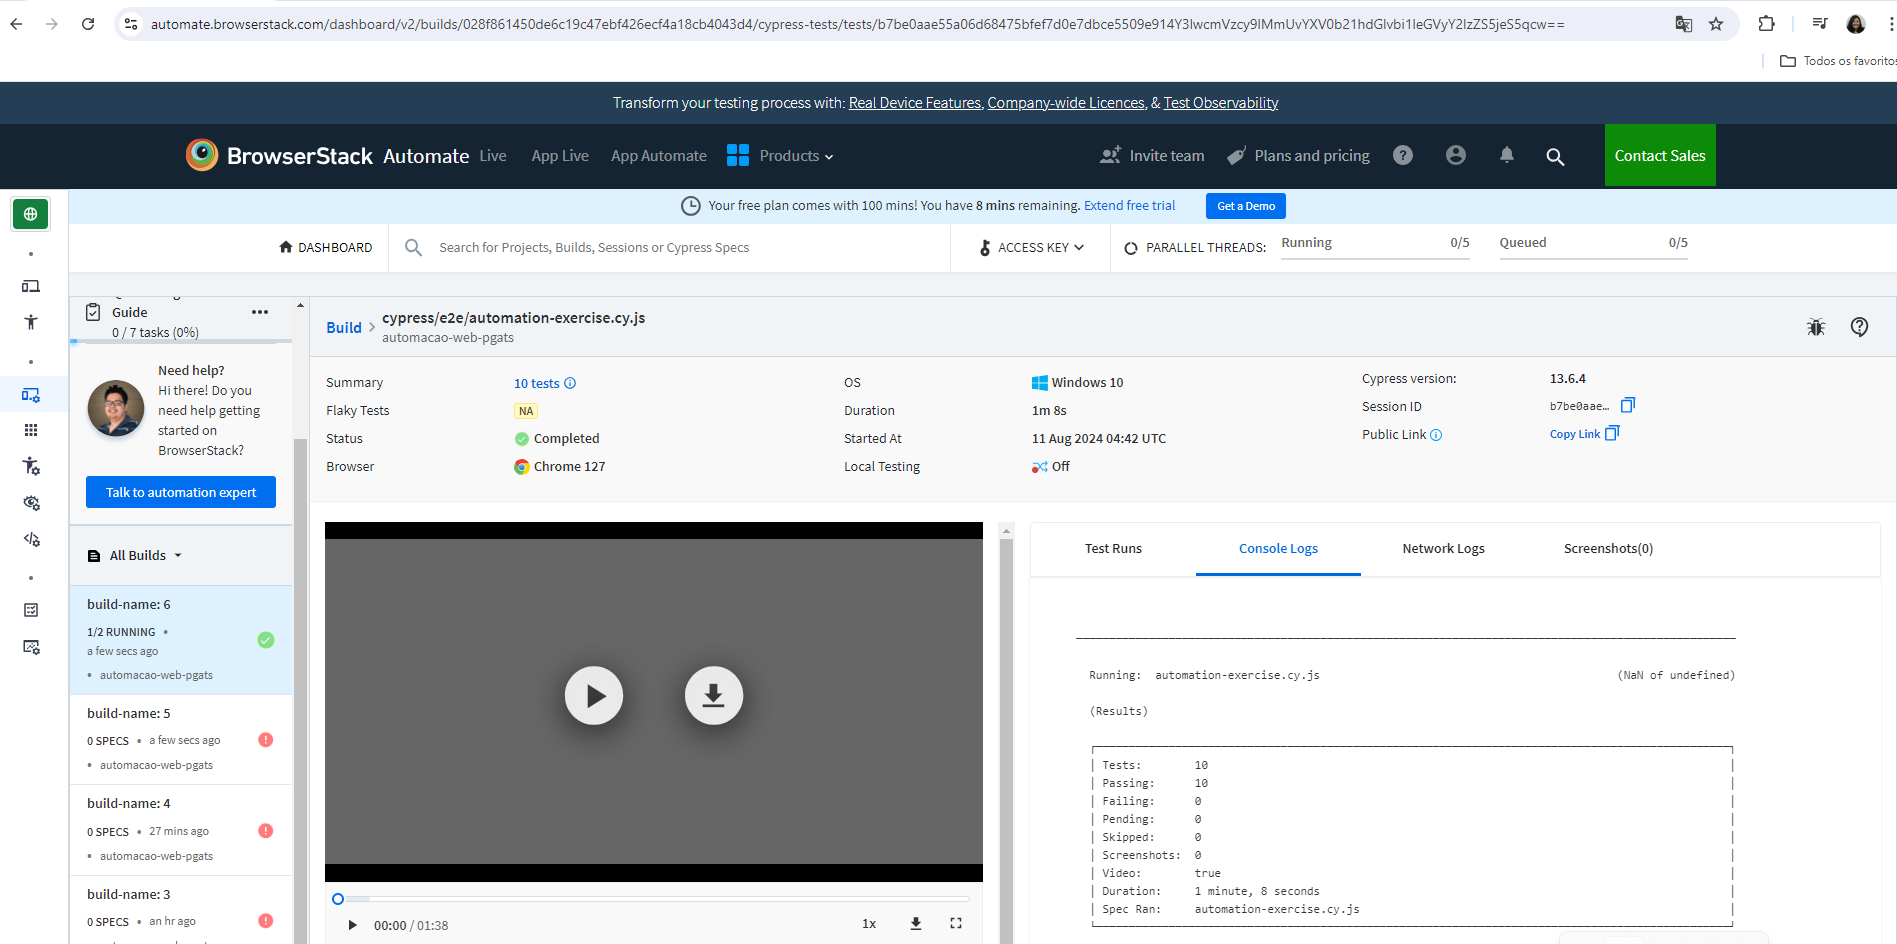 automate.browserstack.com/dashboard/v2/builds/028f861450de6c19c47ebf426ecf4a18cb4043d4/cypress-tests/tests/b7be0aae55a06d68475bfef7d0e7dbce5509e914Y3lwcmVzcy9lMmUvYXV0b21hdGlvbi1leGVyY2lzZS5jeS5qcw==
Todos os favoritos
Transform your testing process with: Real Device Features, Company-wide Licences, & Test Observability
BrowserStack Automate Live App Live App Automate Products Invite team Plans and pricing ? Contact Sales
Your free plan comes with 100 mins! You have 8 mins remaining. Extend free trial Get a Demo
DASHBOARD Search for Projects, Builds, Sessions or Cypress Specs ACCESS KEY PARALLEL THREADS: Running 0/5 Queued 0/5
Guide
0 / 7 tasks (0%)
Need help?
Hi there! Do you
need help getting
started on
BrowserStack?
Talk to automation expert
All Builds
build-name: 6
1/2 RUNNING •
a few secs ago
• automacao-web-pgats
build-name: 5
0 SPECS • a few secs ago
• automacao-web-pgats
build-name: 4
0 SPECS • 27 mins ago
• automacao-web-pgats
build-name: 3
0 SPECS • an hr ago
Build > cypress/e2e/automation-exercise.cy.js
automacao-web-pgats
Summary 10 tests
Flaky Tests NA
Status Completed
Browser Chrome 127
OS Windows 10
Duration 1m 8s
Started At 11 Aug 2024 04:42 UTC
Local Testing Off
Cypress version: 13.6.4
Session ID b7be0aae...
Public Link Copy Link
00:00 / 01:38 1x
Test Runs Console Logs Network Logs Screenshots(0)
Running: automation-exercise.cy.js (NaN of undefined)
(Results)
Tests: 10
Passing: 10
Failing: 0
Pending: 0
Skipped: 0
Screenshots: 0
Video: true
Duration: 1 minute, 8 seconds
Spec Ran: automation-exercise.cy.js